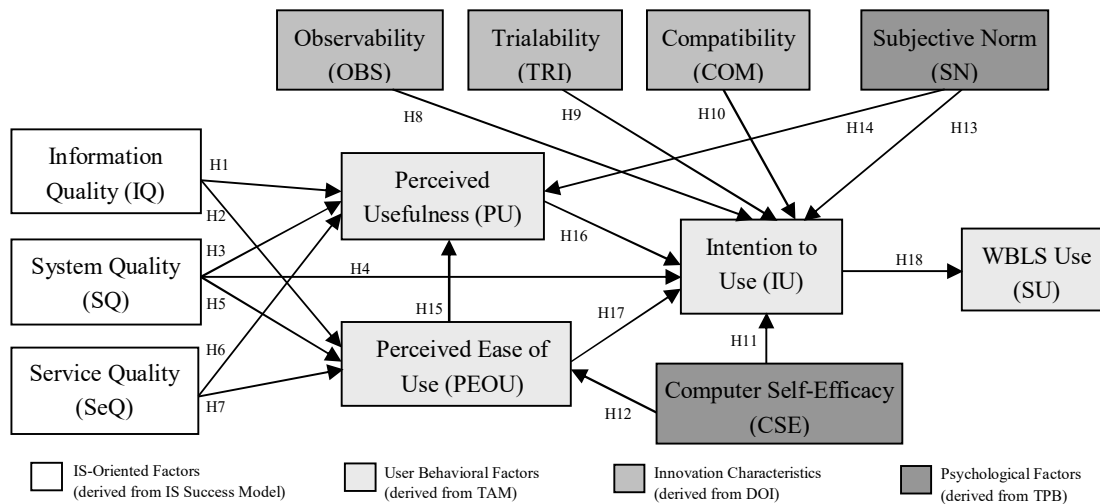 Observability
(OBS)
Trialability
(TRI)
Compatibility
(COM)
Subjective Norm
(SN)
H8
H9
H10
H14
H13
Information
Quality (IQ)
H1
H2
Perceived
Usefulness (PU)
H16
System Quality
(SQ)
H3
H4
H5
Intention to
Use (IU)
H18
WBLS Use
(SU)
H15
H17
Service Quality
(SeQ)
H6
H7
Perceived Ease of
Use (PEOU)
H11
H12
Computer Self-Efficacy
(CSE)
IS-Oriented Factors
(derived from IS Success Model)
User Behavioral Factors
(derived from TAM)
Innovation Characteristics
(derived from DOI)
Psychological Factors
(derived from TPB)